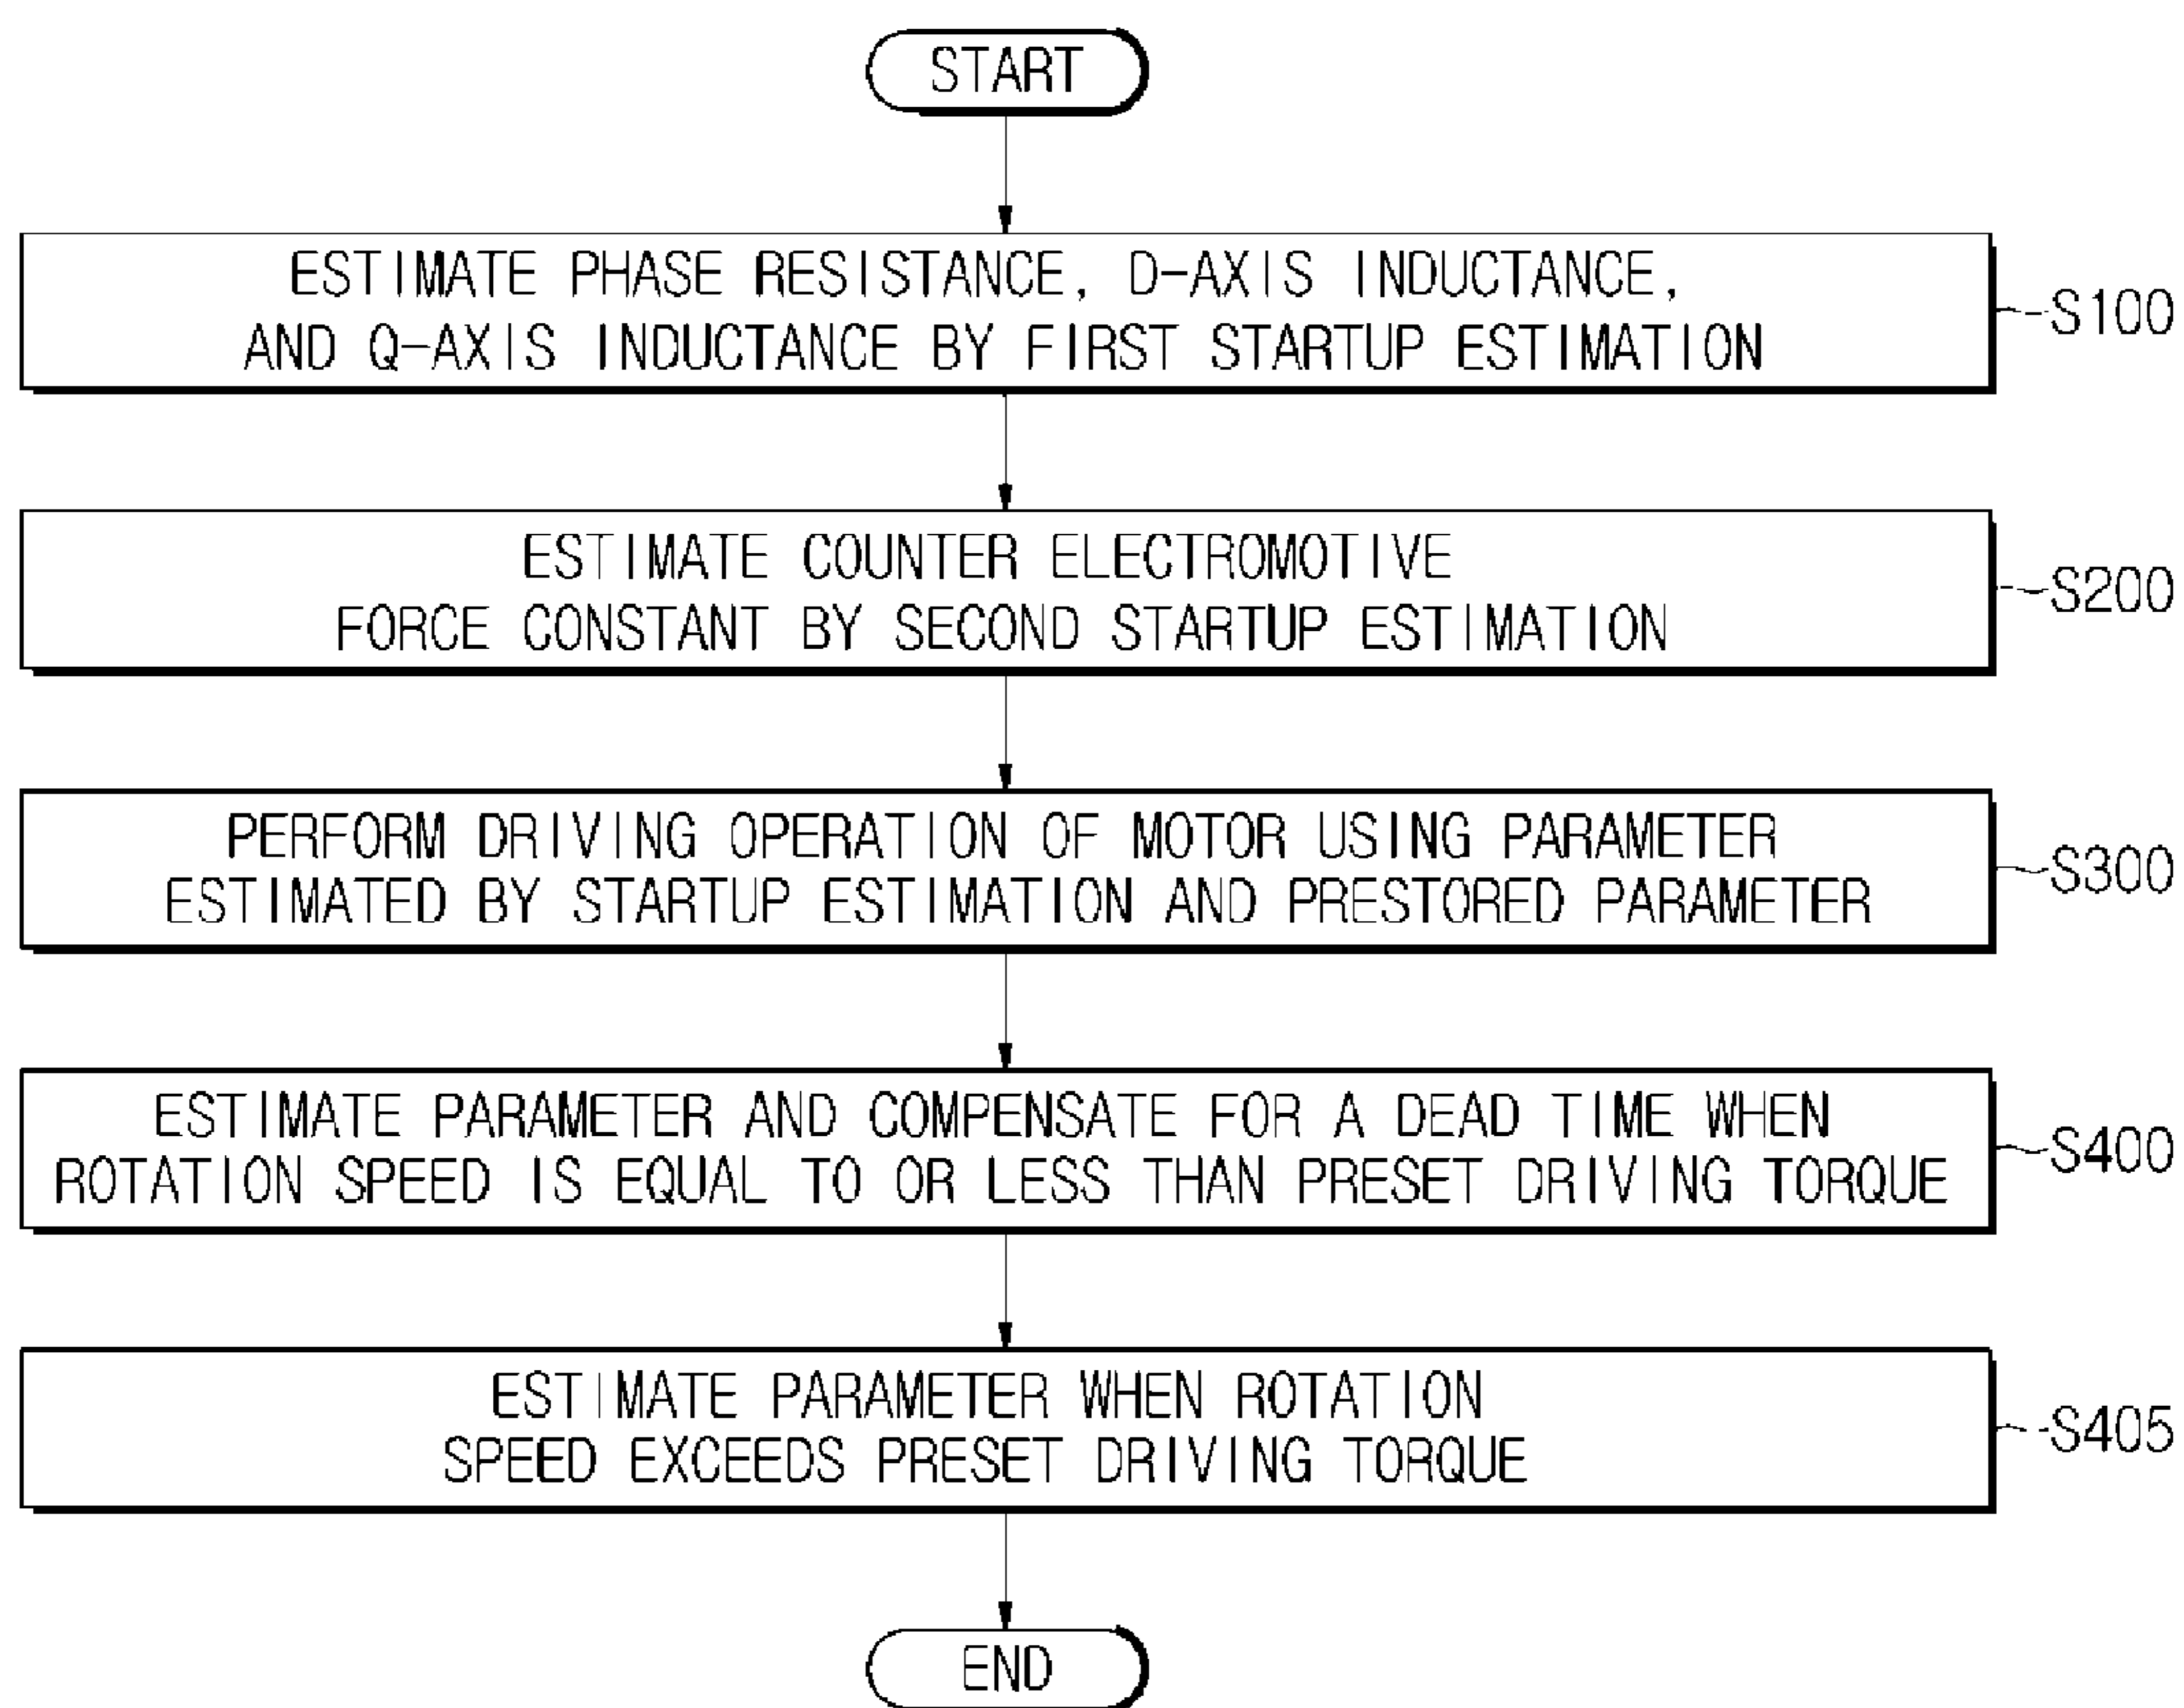 START
ESTIMATE PHASE RESISTANCE, D-AXIS INDUCTANCE,
AND Q-AXIS INDUCTANCE BY FIRST STARTUP ESTIMATION
S100
ESTIMATE COUNTER ELECTROMOTIVE
FORCE CONSTANT BY SECOND STARTUP ESTIMATION
S200
PERFORM DRIVING OPERATION OF MOTOR USING PARAMETER
ESTIMATED BY STARTUP ESTIMATION AND PRESTORED PARAMETER
S300
ESTIMATE PARAMETER AND COMPENSATE FOR A DEAD TIME WHEN
ROTATION SPEED IS EQUAL TO OR LESS THAN PRESET DRIVING TORQUE
S400
ESTIMATE PARAMETER WHEN ROTATION
SPEED EXCEEDS PRESET DRIVING TORQUE
S405
END